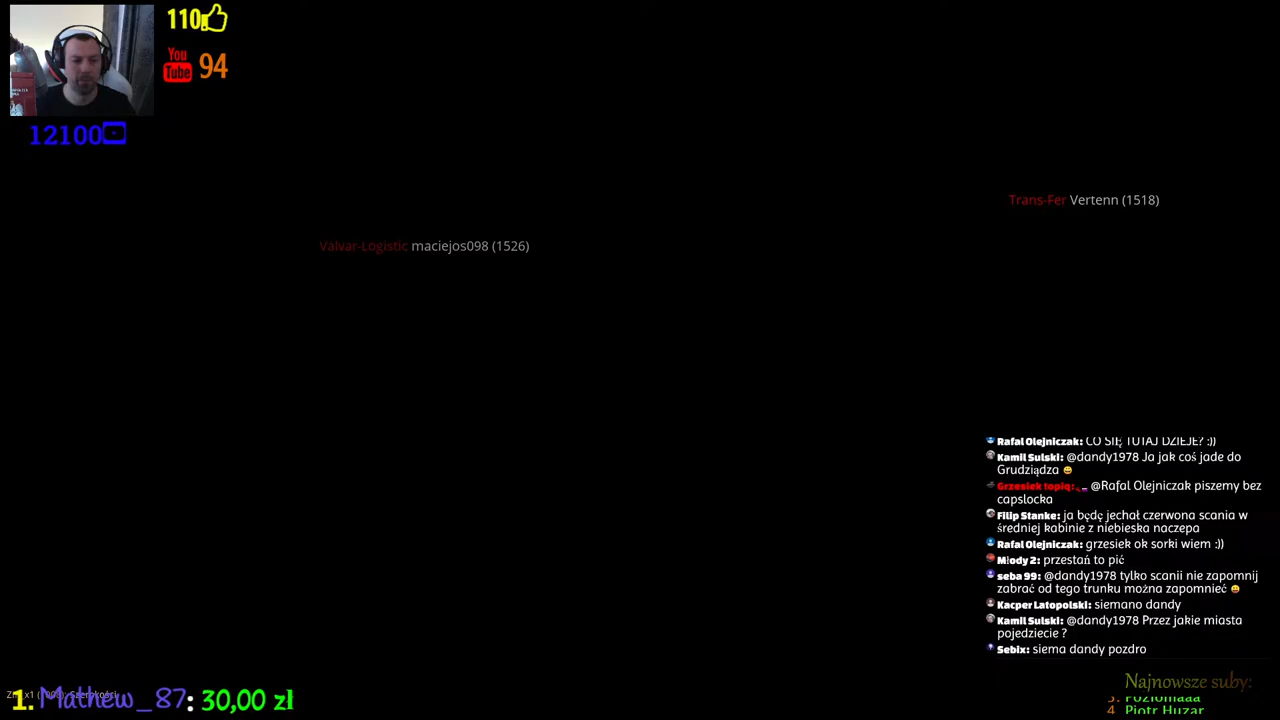 110
You
Tube 94
12100
Trans-Fer Vertenn (1518)
Valvar-Logistic maciejos098 (1526)
Rafal Olejniczak: CO SIĘ TUTAJ DZIEJE? :))
Kamil Sulski: @dandy1978 Ja jak coś jade do
Grudziądza
Grzesiek topiq: @Rafal Olejniczak piszemy bez
capslocka
Filip Stanke: ja będę jechał czerwona scania w
średniej kabinie z niebieska naczepa
Rafal Olejniczak: grzesiek ok sorki wiem :))
Młody 2: przestań to pić
seba 99: @dandy1978 tylko scanii nie zapomnij
zabrać od tego trunku można zapomnieć
Kacper Latopolski: siemano dandy
Kamil Sulski: @dandy1978 Przez jakie miasta
pojedziecie ?
Sebix: siema dandy pozdro
Najnowsze suby:
3. Poziomaaa
4 Piotr Huzar
1. Mathew_87: 30,00 zł